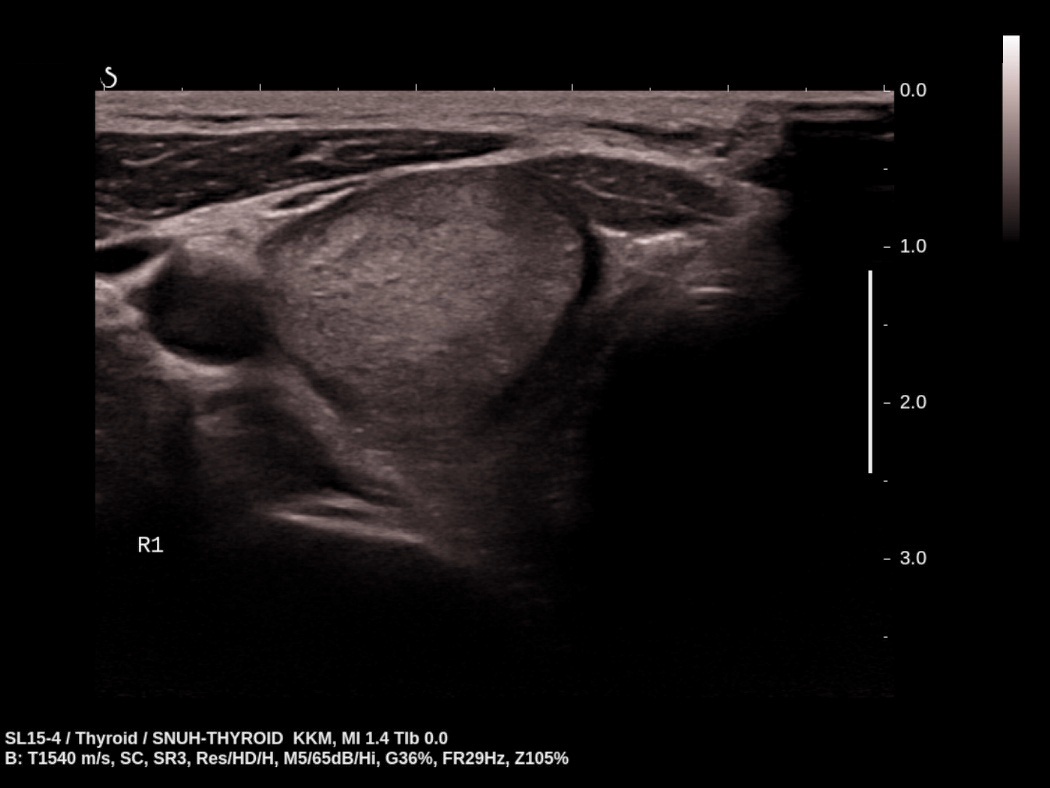 S
0.0
1.0
2.0
R1
3.0
SL15-4 / Thyroid / SNUH-THYROID KKM, MI 1.4 TIb 0.0
B: T1540 m/s, SC, SR3, Res/HD/H, M5/65dB/Hi, G36%, FR29Hz, Z105%